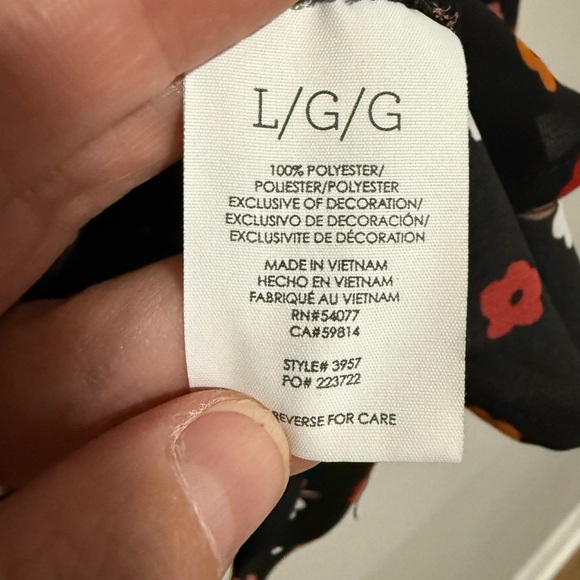 L/G/G
100% POLYESTER/
POLIESTER/POLYESTER
EXCLUSIVE OF DECORATION/
EXCLUSIVO DE DECORACIÓN/
EXCLUSIVITE DE DÉCORATION
MADE IN VIETNAM
HECHO EN VIETNAM
FABRIQUÉ AU VIETNAM
RN#54077
CA#59814
STYLE# 3957
PO# 223722
REVERSE FOR CARE